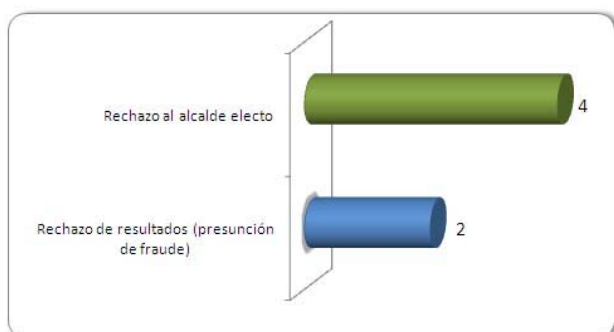 Rechazo al alcalde electo
4
Rechazo de resultados (presunción
de fraude)
2